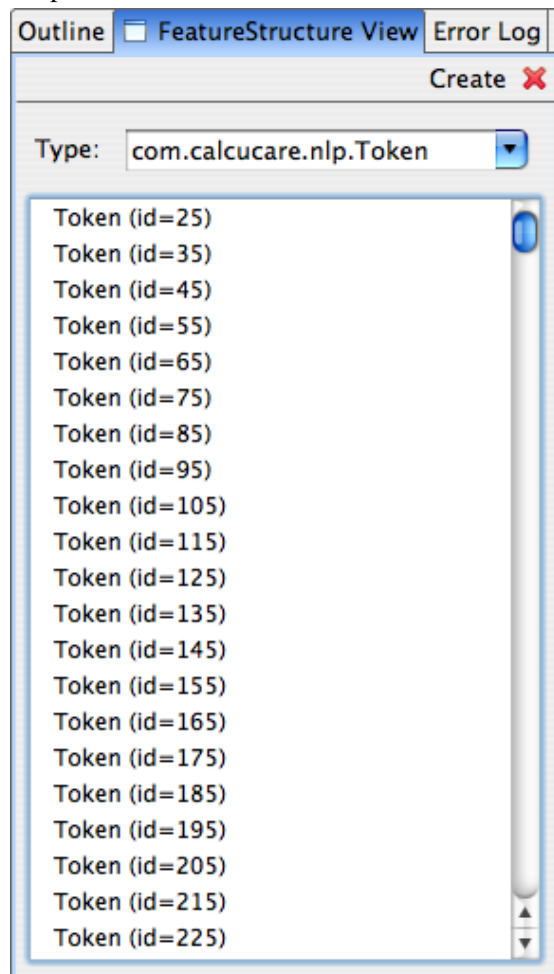 Outline FeatureStructure View Error Log
Create
Type: com.calcucare.nlp.Token
Token (id=25)
Token (id=35)
Token (id=45)
Token (id=55)
Token (id=65)
Token (id=75)
Token (id=85)
Token (id=95)
Token (id=105)
Token (id=115)
Token (id=125)
Token (id=135)
Token (id=145)
Token (id=155)
Token (id=165)
Token (id=175)
Token (id=185)
Token (id=195)
Token (id=205)
Token (id=215)
Token (id=225)